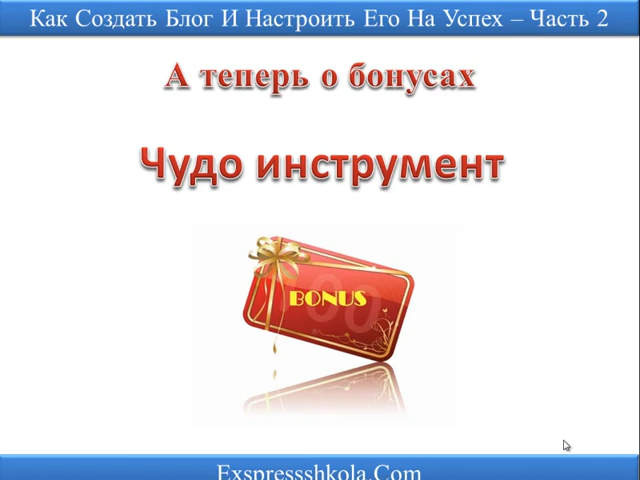 Как Создать Блог И Настроить Его На Успех – Часть 2
А теперь о бонусах
Чудо инструмент
BONUS
Exspressshkola.Com